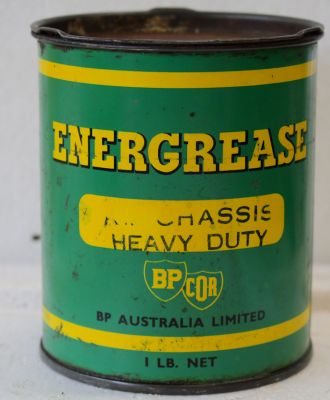 ENERGREASE
CHASSIS
HEAVY DUTY
BP COR
BP AUSTRALIA LIMITED
1 LB. NET